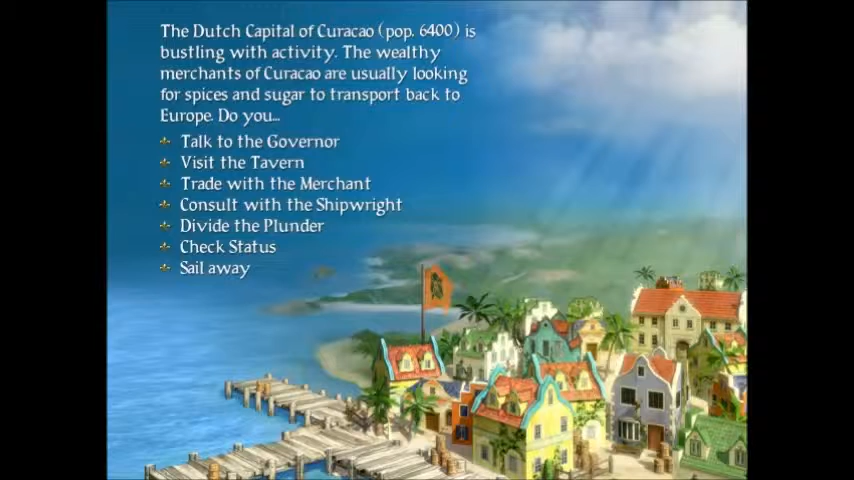 The Dutch Capital of Curacao (pop. 6400) is
bustling with activity. The wealthy
merchants of Curacao are usually looking
for spices and sugar to transport back to
Europe. Do you...
Talk to the Governor
Visit the Tavern
Trade with the Merchant
Consult with the Shipwright
Divide the Plunder
Check Status
Sail away